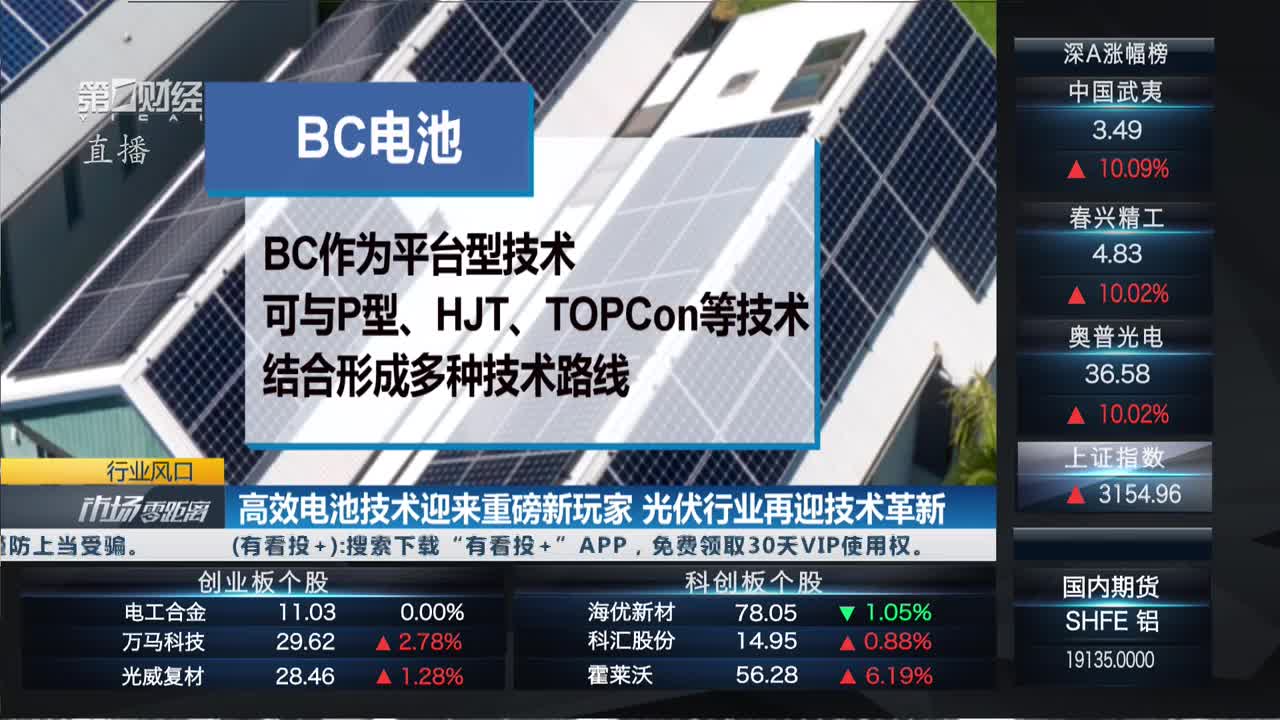 第一财经
YICAI
直播
BC电池
BC作为平台型技术
可与P型、HJT、TOPCon等技术
结合形成多种技术路线
行业风口
市场零距离
高效电池技术迎来重磅新玩家 光伏行业再迎技术革新
防上当受骗。 (有看投+):搜索下载“有看投+”APP，免费领取30天VIP使用权。
创业板个股
电工合金 11.03 0.00%
万马科技 29.62 ▲ 2.78%
光威复材 28.46 ▲ 1.28%
科创板个股
海优新材 78.05 ▼ 1.05%
科汇股份 14.95 ▲ 0.88%
霍莱沃 56.28 ▲ 6.19%
深A涨幅榜
中国武夷
3.49
▲ 10.09%
春兴精工
4.83
▲ 10.02%
奥普光电
36.58
▲ 10.02%
上证指数
▲ 3154.96
国内期货
SHFE 铝
19135.0000